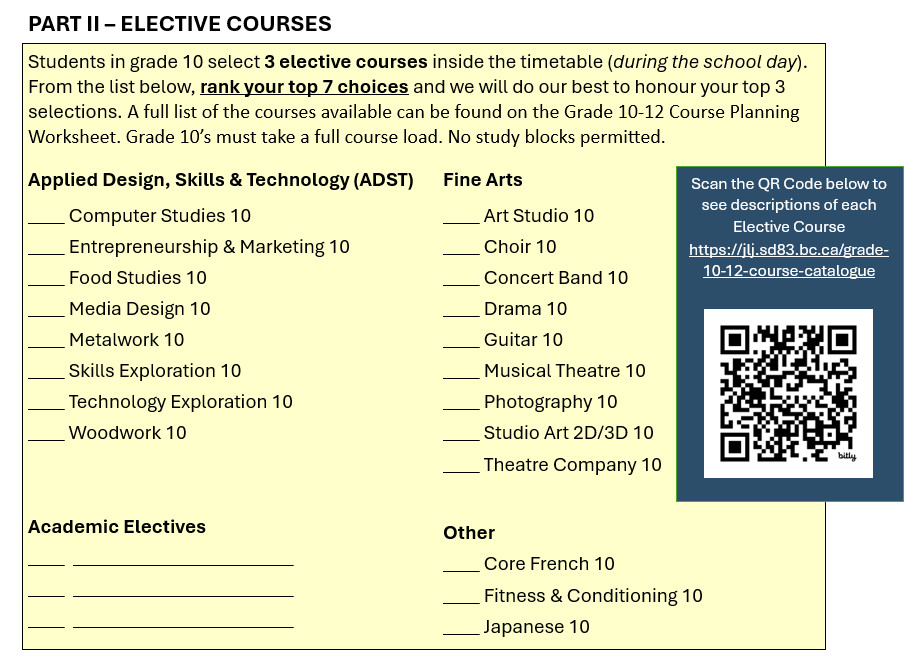 PART II – ELECTIVE COURSES
Students in grade 10 select 3 elective courses inside the timetable (during the school day).
From the list below, rank your top 7 choices and we will do our best to honour your top 3
selections. A full list of the courses available can be found on the Grade 10-12 Course Planning
Worksheet. Grade 10’s must take a full course load. No study blocks permitted.
Applied Design, Skills & Technology (ADST)
____ Computer Studies 10
____ Entrepreneurship & Marketing 10
____ Food Studies 10
____ Media Design 10
____ Metalwork 10
____ Skills Exploration 10
____ Technology Exploration 10
____ Woodwork 10
Fine Arts
____ Art Studio 10
____ Choir 10
____ Concert Band 10
____ Drama 10
____ Guitar 10
____ Musical Theatre 10
____ Photography 10
____ Studio Art 2D/3D 10
____ Theatre Company 10
Scan the QR Code below to
see descriptions of each
Elective Course
https://jlj.sd83.bc.ca/grade-
10-12-course-catalogue
bitly
Academic Electives
____ ________________________
____ ________________________
____ ________________________
Other
____ Core French 10
____ Fitness & Conditioning 10
____ Japanese 10